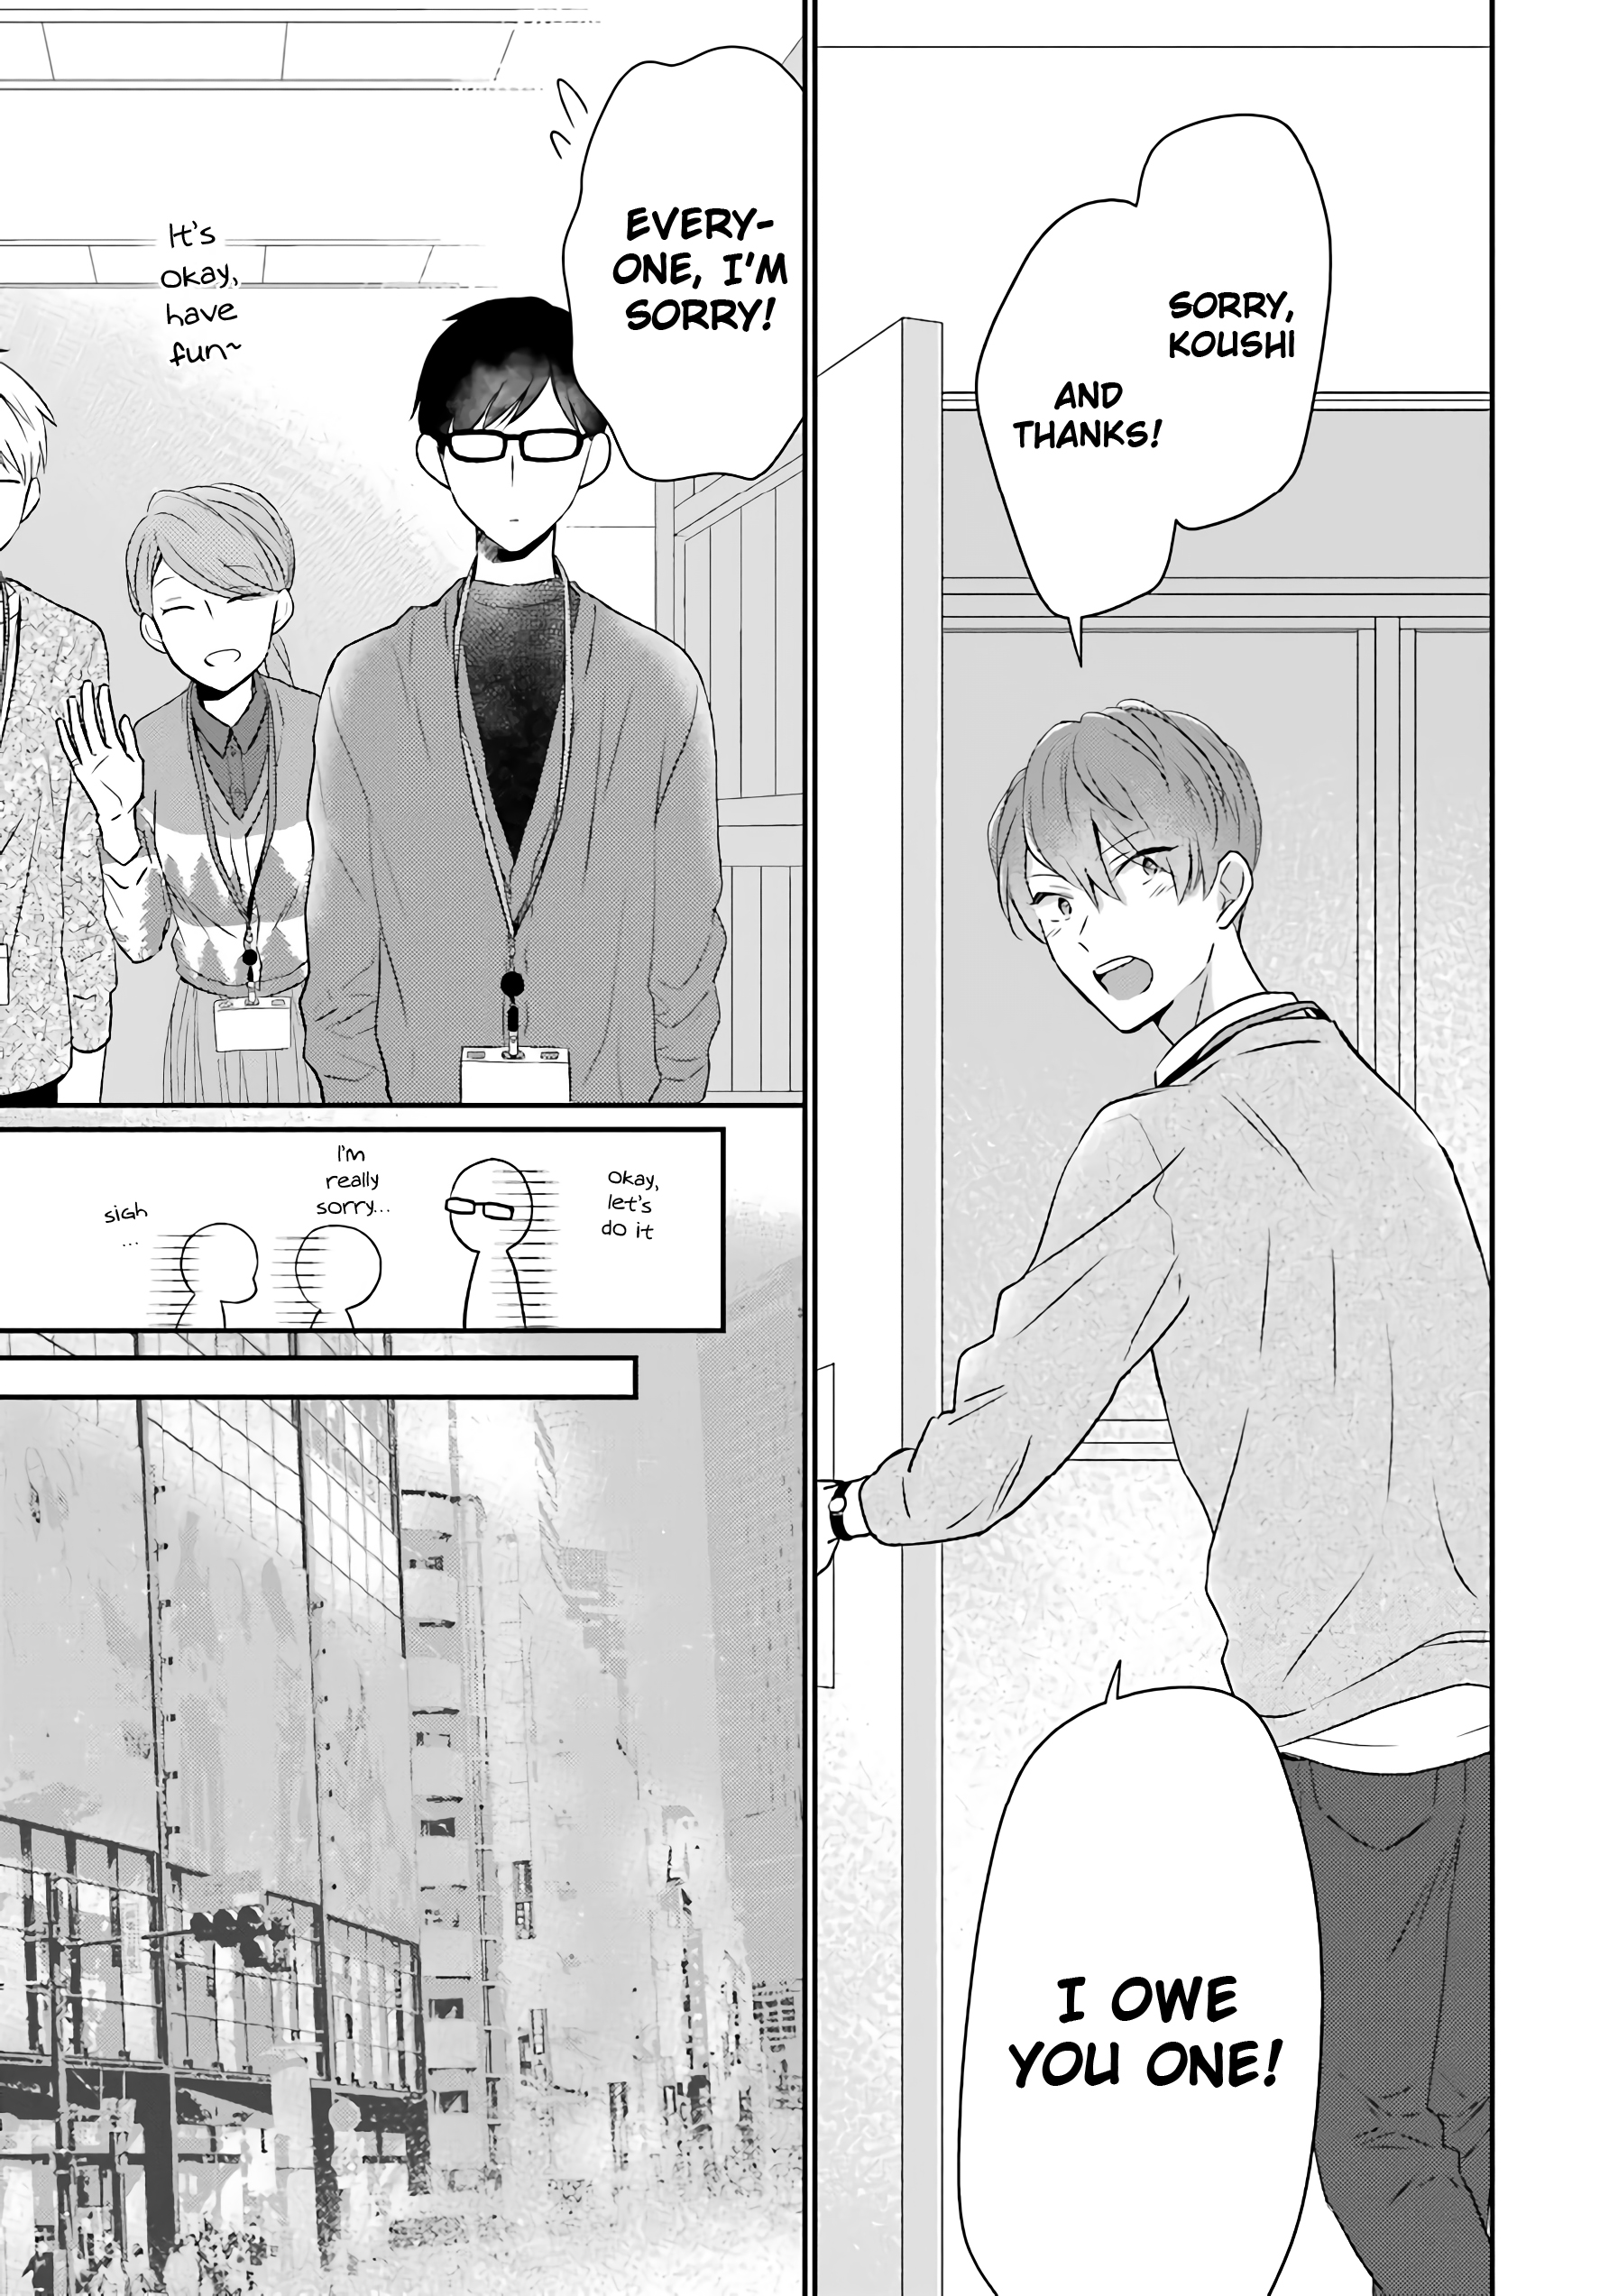 SORRY,
KOUSHI
AND
THANKS!
I OWE
YOU ONE!
EVERY-
ONE, I'M
SORRY!
It's
okay,
have
fun~
Okay,
let's
do it
I'm
really
sorry...
sigh
...